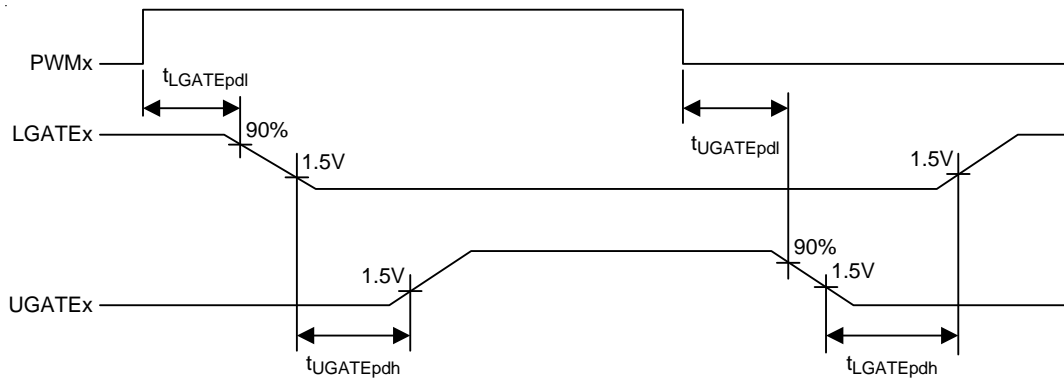 PWMx
tLGATEpdl
LGATEx
90%
1.5V
tUGATEpdl
1.5V
90%
1.5V
1.5V
UGATEx
tUGATEpdh
tLGATEpdh